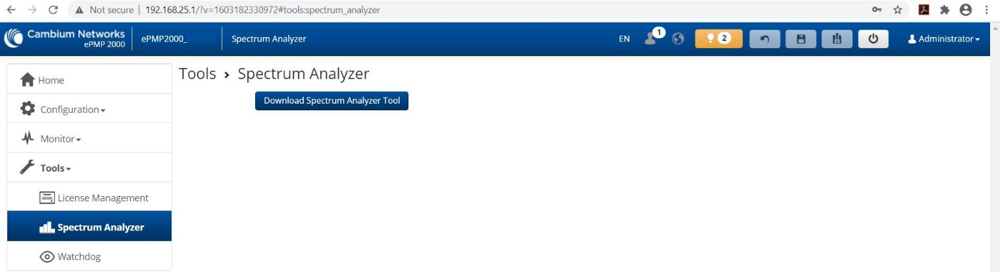 Not secure | 192.168.25.1/?v=1603182330972#tools:spectrum_analyzer
Cambium Networks
ePMP 2000
ePMP2000_
Spectrum Analyzer
EN
1
2
Administrator
Home
Configuration
Monitor
Tools
License Management
Spectrum Analyzer
Watchdog
Tools > Spectrum Analyzer
Download Spectrum Analyzer Tool